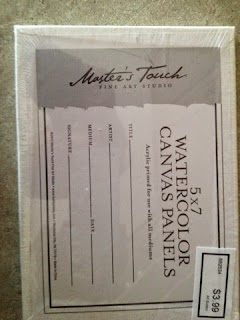 Master's Touch
FINE ART STUDIO
5x7
WATERCOLOR
CANVAS PANELS
Acrylic primed for use with all mediums
TITLE
ARTIST
MEDIUM DATE
SIGNATURE
$3.99